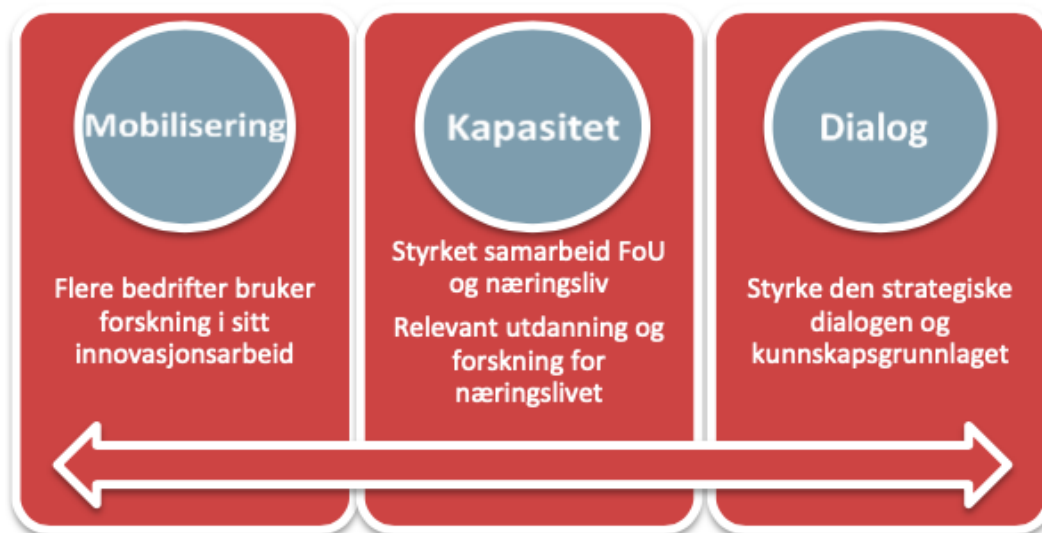 Mobilisering
Flere bedrifter bruker
forskning i sitt
innovasjonsarbeid
Kapasitet
Styrket samarbeid FoU
og næringsliv
Relevant utdanning og
forskning for
næringslivet
Dialog
Styrke den strategiske
dialogen og
kunnskapsgrunnlaget